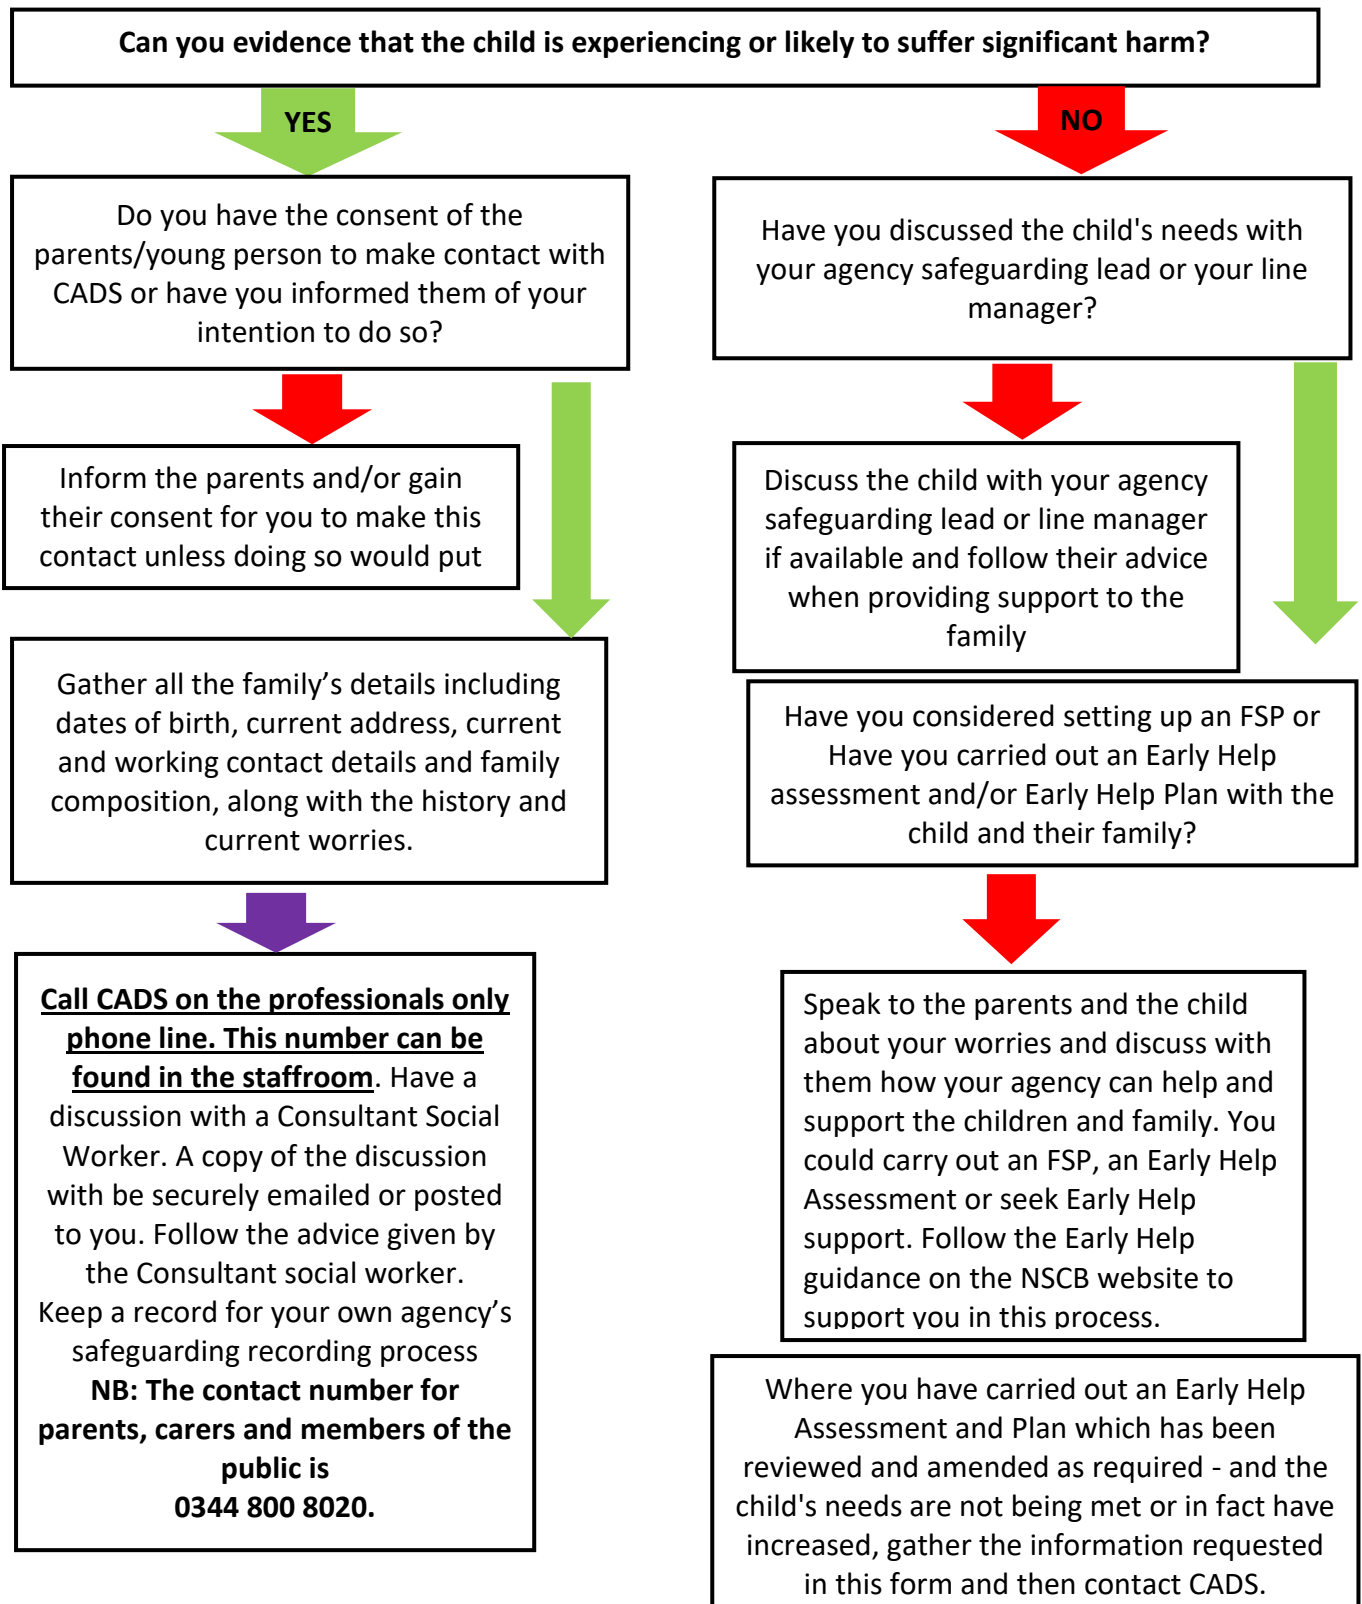 Can you evidence that the child is experiencing or likely to suffer significant harm?
YES
NO
Do you have the consent of the
parents/young person to make contact with
CADS or have you informed them of your
intention to do so?
Inform the parents and/or gain
their consent for you to make this
contact unless doing so would put
Gather all the family’s details including
dates of birth, current address, current
and working contact details and family
composition, along with the history and
current worries.
Call CADS on the professionals only
phone line. This number can be
found in the staffroom. Have a
discussion with a Consultant Social
Worker. A copy of the discussion
with be securely emailed or posted
to you. Follow the advice given by
the Consultant social worker.
Keep a record for your own agency’s
safeguarding recording process
NB: The contact number for
parents, carers and members of the
public is
0344 800 8020.
Have you discussed the child's needs with
your agency safeguarding lead or your line
manager?
Discuss the child with your agency
safeguarding lead or line manager
if available and follow their advice
when providing support to the
family
Have you considered setting up an FSP or
Have you carried out an Early Help
assessment and/or Early Help Plan with the
child and their family?
Speak to the parents and the child
about your worries and discuss with
them how your agency can help and
support the children and family. You
could carry out an FSP, an Early Help
Assessment or seek Early Help
support. Follow the Early Help
guidance on the NSCB website to
support you in this process.
Where you have carried out an Early Help
Assessment and Plan which has been
reviewed and amended as required - and the
child's needs are not being met or in fact have
increased, gather the information requested
in this form and then contact CADS.